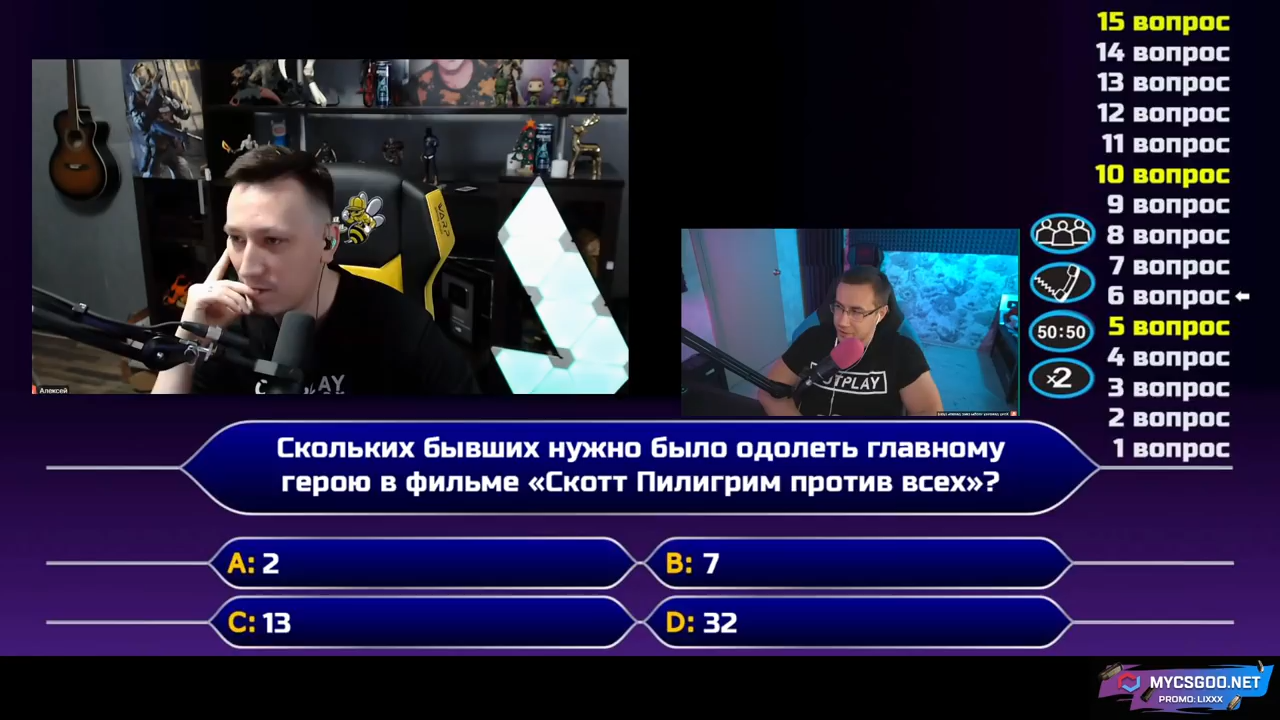 15 вопрос
14 вопрос
13 вопрос
12 вопрос
11 вопрос
10 вопрос
9 вопрос
8 вопрос
7 вопрос
6 вопрос
5 вопрос
4 вопрос
3 вопрос
2 вопрос
1 вопрос
50:50
×2
Алексей
Скольких бывших нужно было одолеть главному
герою в фильме «Скотт Пилигрим против всех»?
A: 2
B: 7
C: 13
D: 32
MYCSGOO.NET
PROMO: LIXXX